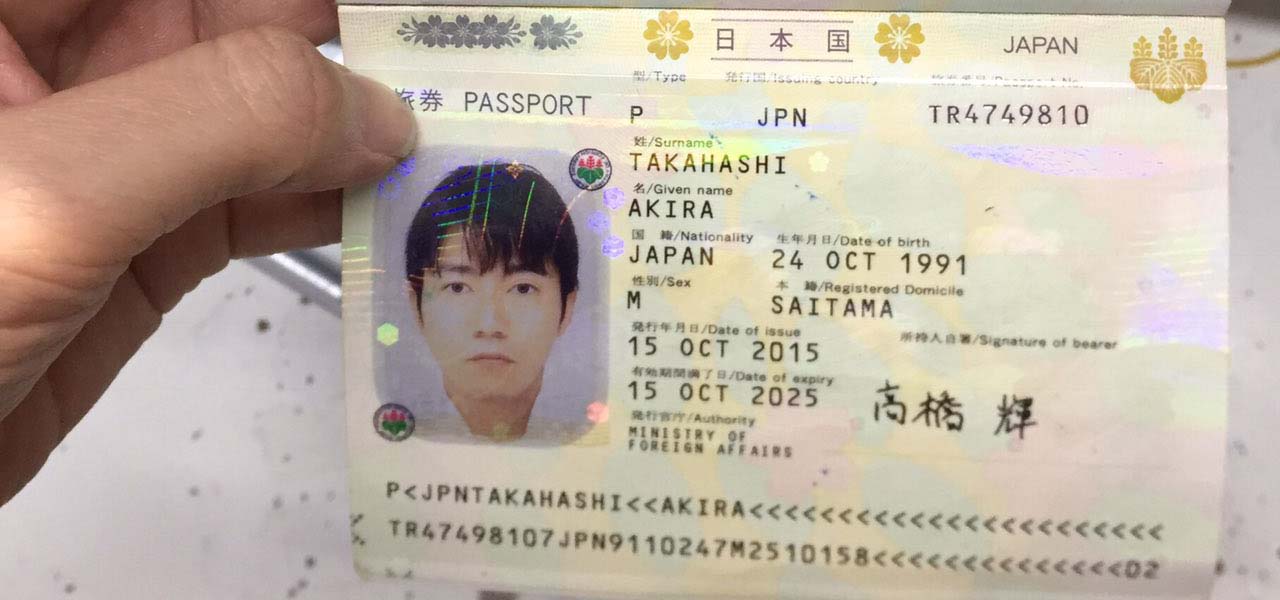 日本国 JAPAN
型/Type 発行国/Issuing country 旅券番号/Passport No.
旅券 PASSPORT P JPN TR4749810
姓/Surname
TAKAHASHI
名/Given name
AKIRA
国 籍/Nationality 生年月日/Date of birth
JAPAN 24 OCT 1991
性別/Sex 本 籍/Registered Domicile
M SAITAMA
発行年月日/Date of issue 所持人自署/Signature of bearer
15 OCT 2015
有効期間満了日/Date of expiry
15 OCT 2025 高橋 輝
発行官庁/Authority
MINISTRY OF
FOREIGN AFFAIRS
P<JPNTAKAHASHI<<AKIRA<<<<<<<<<<<<<<<<<<<<<<<
TR47498107JPN9110247M2510158<<<<<<<<<<<<<<02